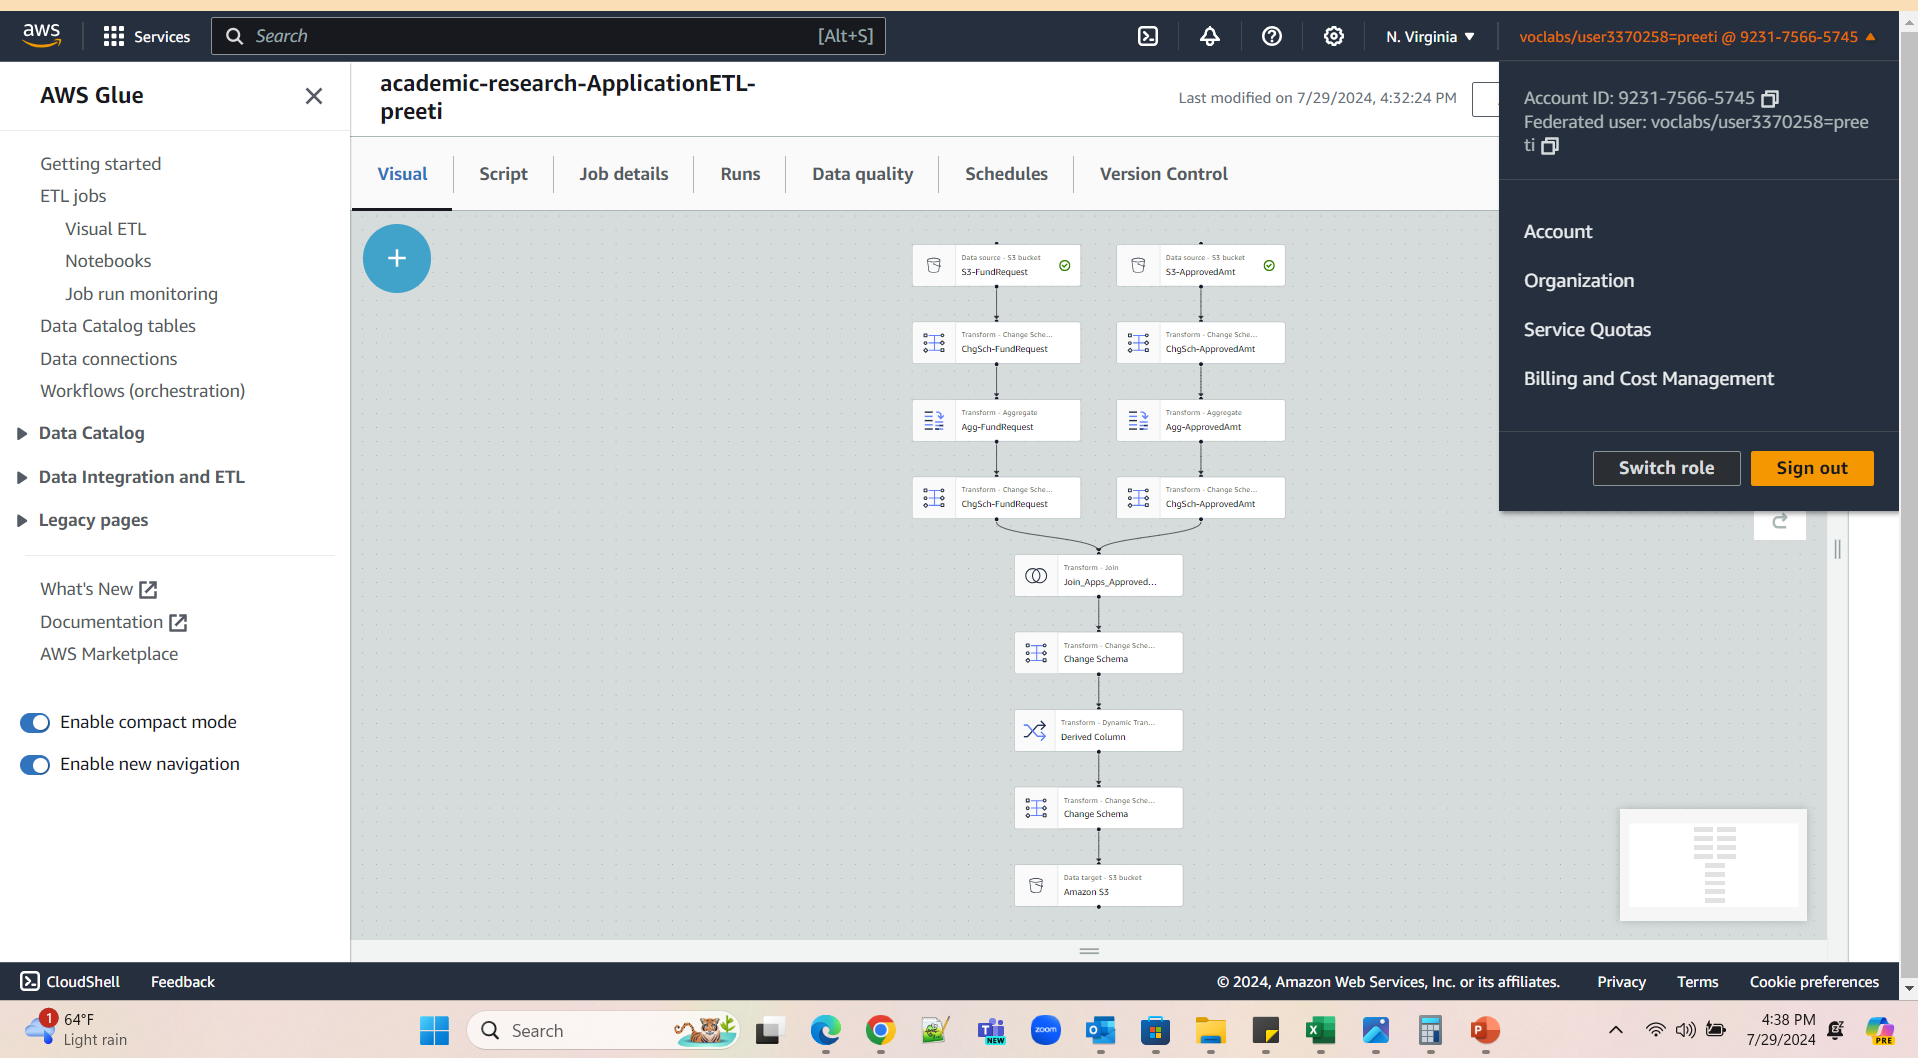 aws
Services
Search
[Alt+S]
N. Virginia
voclabs/user3370258=preeti @ 9231-7566-5745
AWS Glue
Getting started
ETL jobs
Visual ETL
Notebooks
Job run monitoring
Data Catalog tables
Data connections
Workflows (orchestration)
Data Catalog
Data Integration and ETL
Legacy pages
What's New
Documentation
AWS Marketplace
Enable compact mode
Enable new navigation
academic-research-ApplicationETL-
preeti
Last modified on 7/29/2024, 4:32:24 PM
Visual
Script
Job details
Runs
Data quality
Schedules
Version Control
Account ID: 9231-7566-5745
Federated user: voclabs/user3370258=pree
ti
Account
Organization
Service Quotas
Billing and Cost Management
Switch role
Sign out
Data source - S3 bucket
S3-FundRequest
Data source - S3 bucket
S3-ApprovedAmt
Transform - Change Sche...
ChgSch-FundRequest
Transform - Change Sche...
ChgSch-ApprovedAmt
Transform - Aggregate
Agg-FundRequest
Transform - Aggregate
Agg-ApprovedAmt
Transform - Change Sche...
ChgSch-FundRequest
Transform - Change Sche...
ChgSch-ApprovedAmt
Transform - Join
Join_Apps_Approved...
Transform - Change Sche...
Change Schema
Transform - Dynamic Tran...
Derived Column
Transform - Change Sche...
Change Schema
Data target - S3 bucket
Amazon S3
CloudShell
Feedback
© 2024, Amazon Web Services, Inc. or its affiliates.
Privacy
Terms
Cookie preferences
1
64°F
Light rain
Search
NEW
zoom
PRE
4:38 PM
7/29/2024